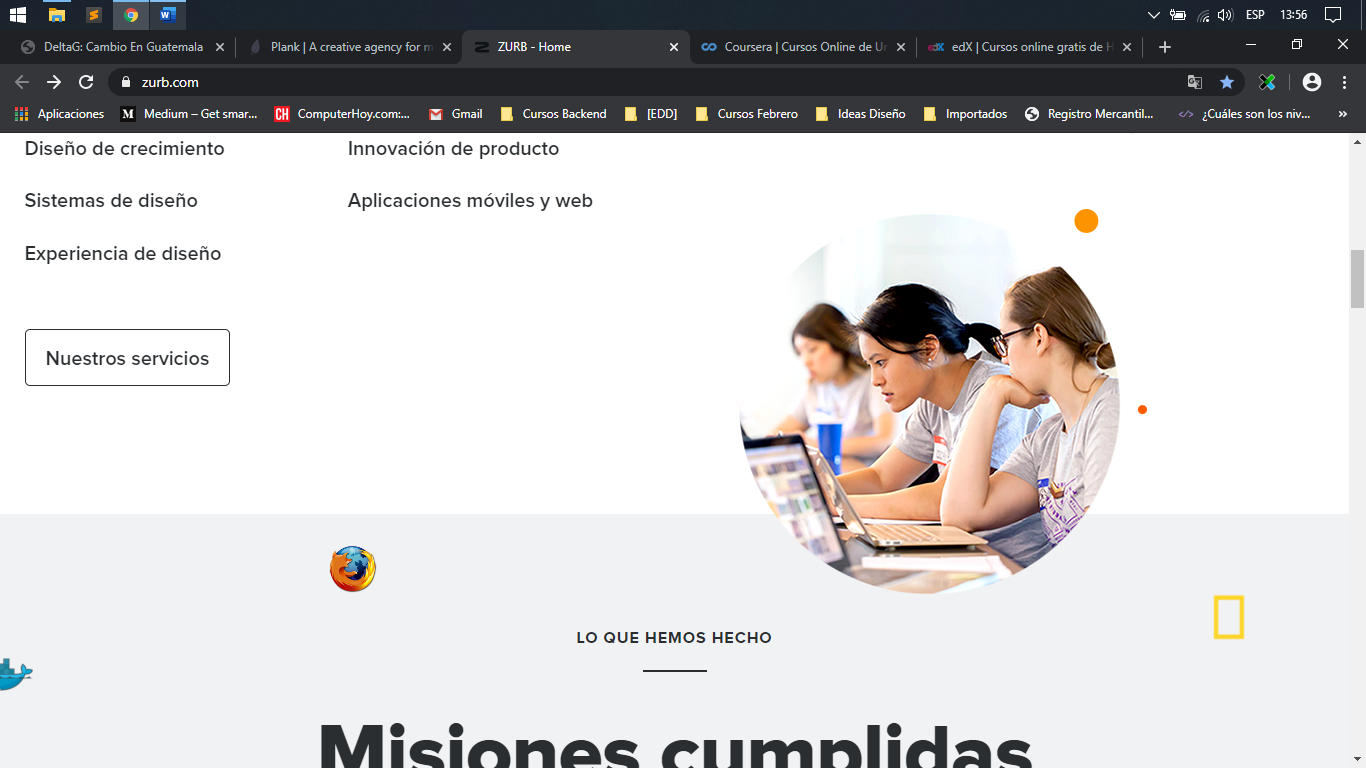 ESP 13:56
DeltaG: Cambio En Guatemala
Plank | A creative agency for m
ZURB - Home
Coursera | Cursos Online de Ur
edX | Cursos online gratis de H
zurb.com
Aplicaciones
Medium – Get smar...
ComputerHoy.com:...
Gmail
Cursos Backend
[EDD]
Cursos Febrero
Ideas Diseño
Importados
Registro Mercantil...
¿Cuáles son los niv...
Diseño de crecimiento
Innovación de producto
Sistemas de diseño
Aplicaciones móviles y web
Experiencia de diseño
Nuestros servicios
LO QUE HEMOS HECHO
Misiones cumplidas